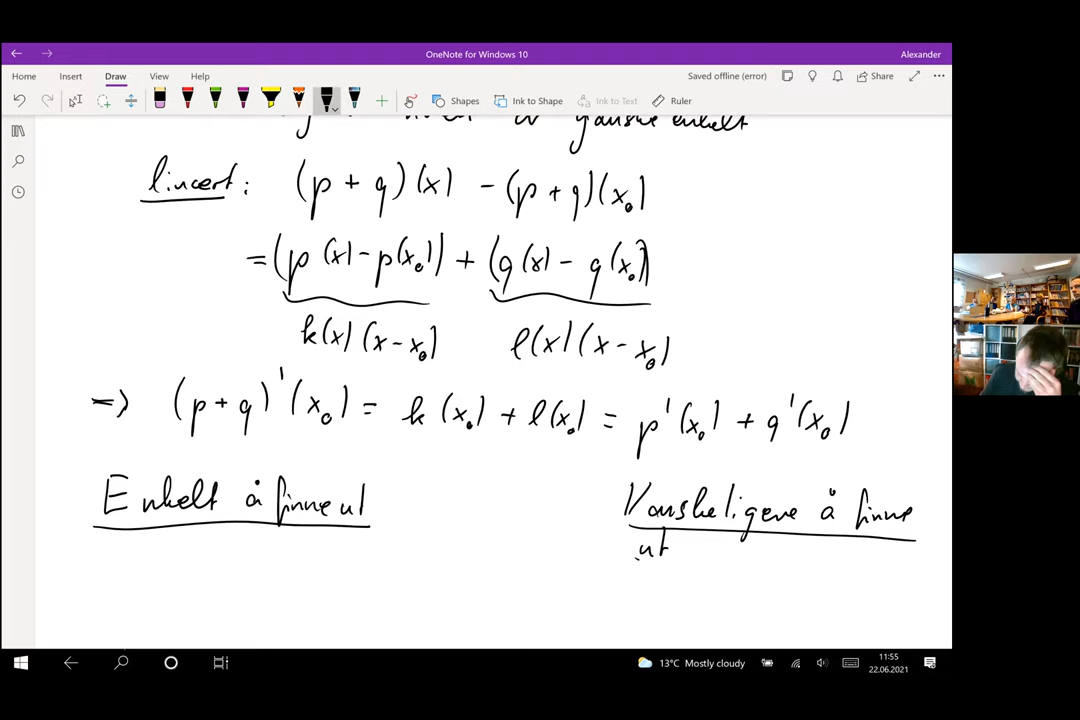 OneNote for Windows 10
Alexander
Home Insert Draw View Help
Saved offline (error) Share
Shapes Ink to Shape Ink to Text Ruler
ganske enkelt
lineært: (p + q)(x) - (p + q)(x₀)
= (p(x) - p(x₀)) + (q(x) - q(x₀))
k(x)(x - x₀) l(x)(x - x₀)
=> (p + q)'(x₀) = k(x₀) + l(x₀) = p'(x₀) + q'(x₀)
Enkelt å finne ut
Vanskeligere å finne
ut
13°C Mostly cloudy
11:55
22.06.2021